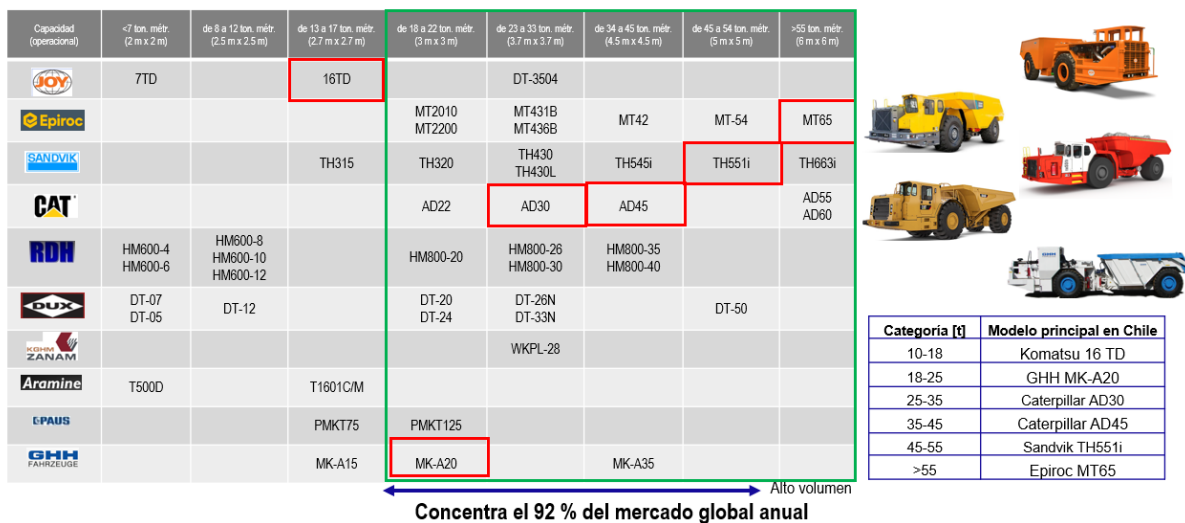 Capacidad (operacional) <7 ton. métr. (2 m x 2 m) de 8 a 12 ton. métr. (2.5 m x 2.5 m) de 13 a 17 ton. métr. (2.7 m x 2.7 m) de 18 a 22 ton. métr. (3 m x 3 m) de 23 a 33 ton. métr. (3.7 m x 3.7 m) de 34 a 45 ton. métr. (4.5 m x 4.5 m) de 45 a 54 ton. métr. (5 m x 5 m) >55 ton. métr. (6 m x 6 m)
JOY 7TD 16TD DT-3504
Epiroc MT2010 MT2200 MT431B MT436B MT42 MT-54 MT65
SANDVIK TH315 TH320 TH430 TH430L TH545i TH551i TH663i
CAT AD22 AD30 AD45 AD55 AD60
RDH HM600-4 HM600-6 HM600-8 HM600-10 HM600-12 HM800-20 HM800-26 HM800-30 HM800-35 HM800-40
DUX DT-07 DT-05 DT-12 DT-20 DT-24 DT-26N DT-33N DT-50
KGHM ZANAM WKPL-28
Aramine T500D T1601C/M
PAUS PMKT75 PMKT125
GHH FAHRZEUGE MK-A15 MK-A20 MK-A35
Alto volumen
Concentra el 92 % del mercado global anual
Categoría [t] Modelo principal en Chile
10-18 Komatsu 16 TD
18-25 GHH MK-A20
25-35 Caterpillar AD30
35-45 Caterpillar AD45
45-55 Sandvik TH551i
>55 Epiroc MT65